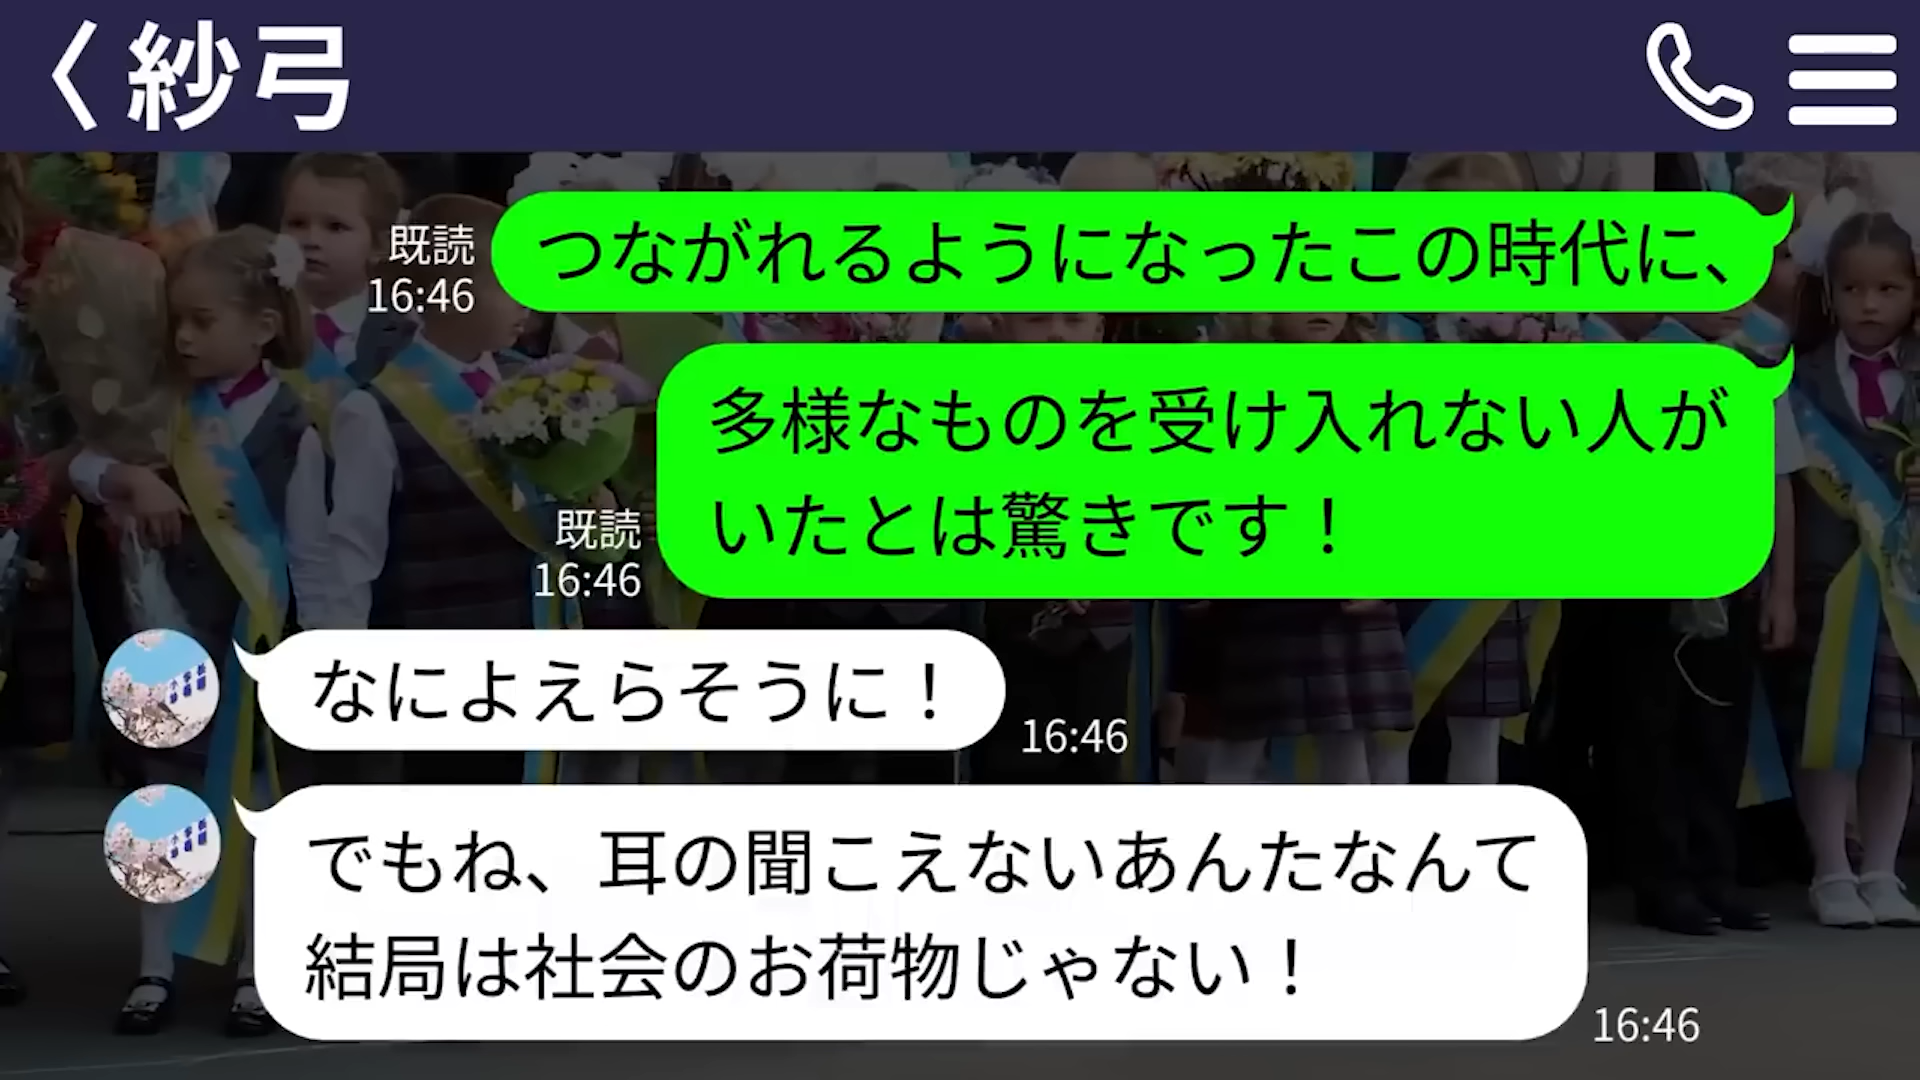 紗弓
既読
16:46
つながれるようになったこの時代に、
多様なものを受け入れない人が
いたとは驚きです！
既読
16:46
なによえらそうに！
16:46
でもね、耳の聞こえないあんたなんて
結局は社会のお荷物じゃない！
16:46